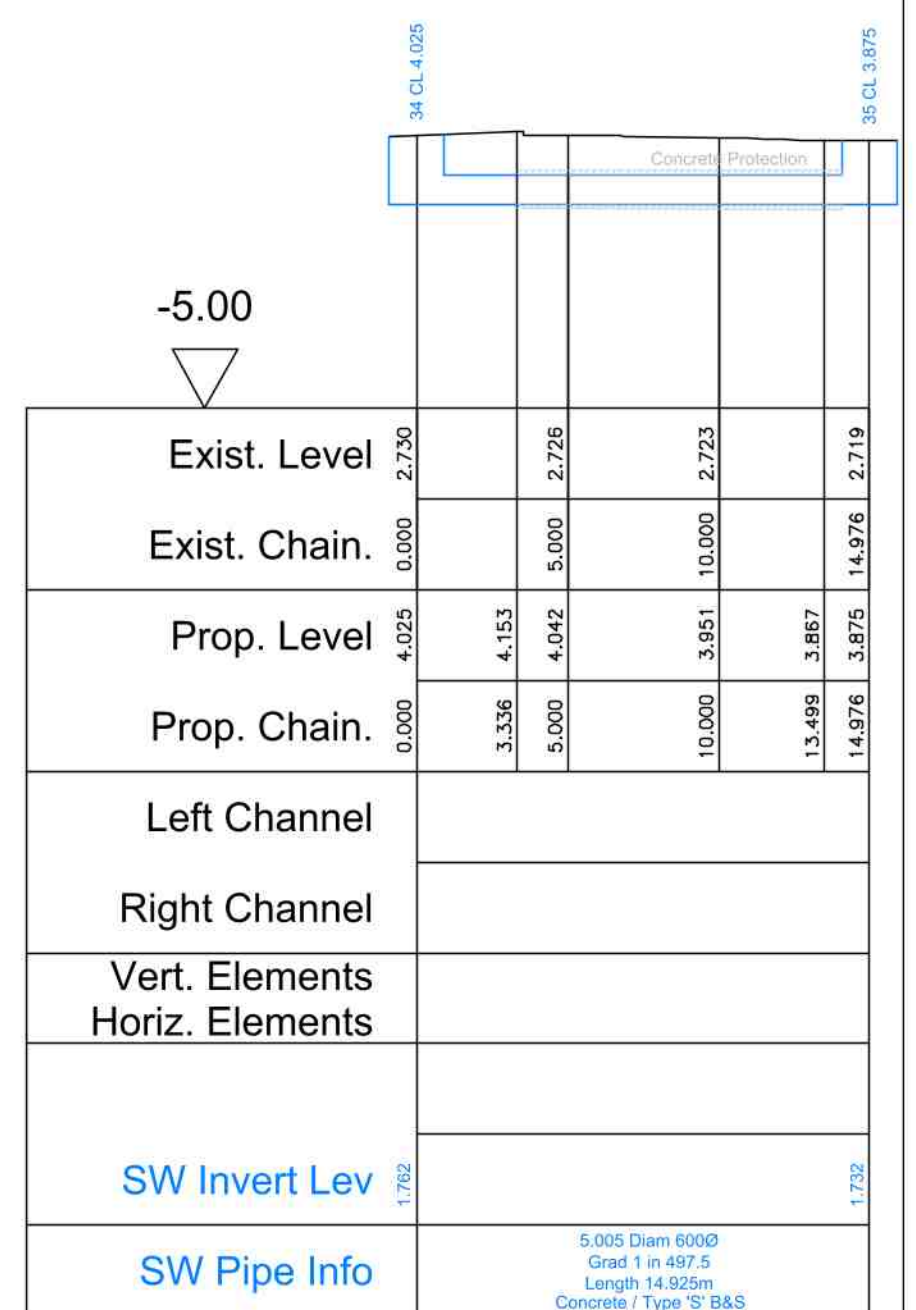 34 CL 4.025
35 CL 3.875
Concrete Protection
-5.00
Exist. Level 2.730 2.726 2.723 2.719
Exist. Chain. 0.000 5.000 10.000 14.976
Prop. Level 4.025 4.153 4.042 3.951 3.867 3.875
Prop. Chain. 0.000 3.336 5.000 10.000 13.499 14.976
Left Channel
Right Channel
Vert. Elements
Horiz. Elements
SW Invert Lev 1.762 1.732
SW Pipe Info
5.005 Diam 600Ø
Grad 1 in 497.5
Length 14.925m
Concrete / Type 'S' B&S